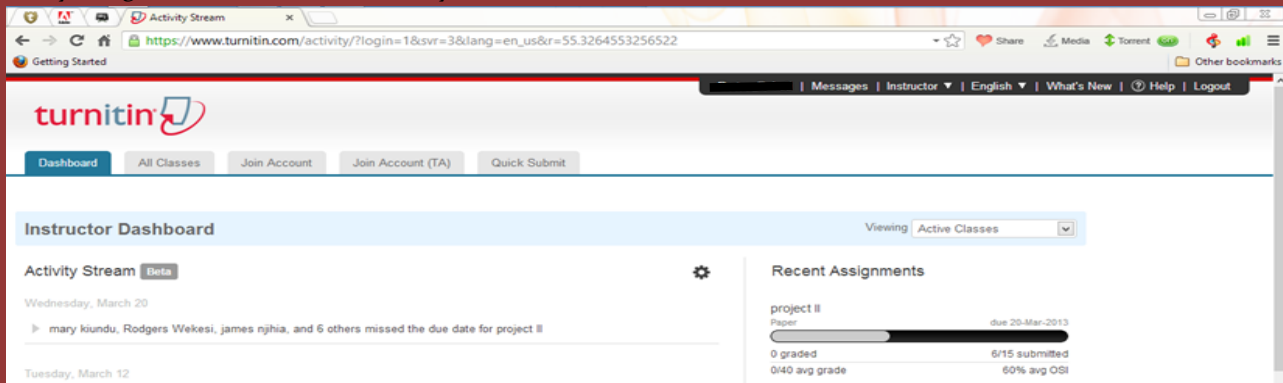 Activity Stream
https://www.turnitin.com/activity/?login=1&svr=3&lang=en_us&r=55.3264553256522
Share Media Torrent
Getting Started
Other bookmarks
| Messages | Instructor ▼ | English ▼ | What's New | ? Help | Logout
turnitin
Dashboard All Classes Join Account Join Account (TA) Quick Submit
Instructor Dashboard
Viewing Active Classes
Activity Stream Beta
Recent Assignments
Wednesday, March 20
mary kiundu, Rodgers Wekesi, james njihia, and 6 others missed the due date for project II
project II
Paper due 20-Mar-2013
0 graded 6/15 submitted
0/40 avg grade 60% avg OSI
Tuesday, March 12